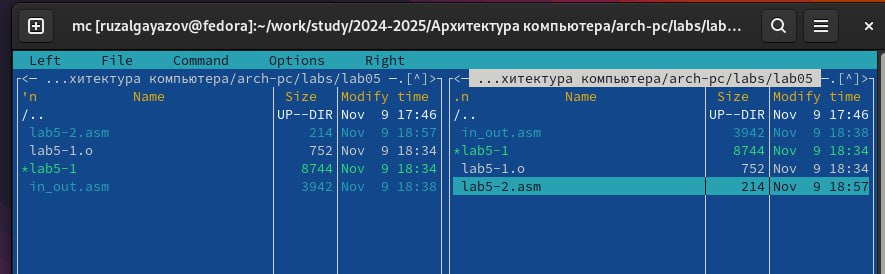 mc [ruzalgayazov@fedora]:~/work/study/2024-2025/Архитектура компьютера/arch-pc/labs/lab...
Left File Command Options Right
<— ...хитектура компьютера/arch-pc/labs/lab05 —.[^]> <— ...хитектура компьютера/arch-pc/labs/lab05 —.[^]>
'n Name Size Modify time .n Name Size Modify time
/.. UP--DIR Nov 9 17:46 /.. UP--DIR Nov 9 17:46
lab5-2.asm 214 Nov 9 18:57 in_out.asm 3942 Nov 9 18:38
lab5-1.o 752 Nov 9 18:34 *lab5-1 8744 Nov 9 18:34
*lab5-1 8744 Nov 9 18:34 lab5-1.o 752 Nov 9 18:34
in_out.asm 3942 Nov 9 18:38 lab5-2.asm 214 Nov 9 18:57